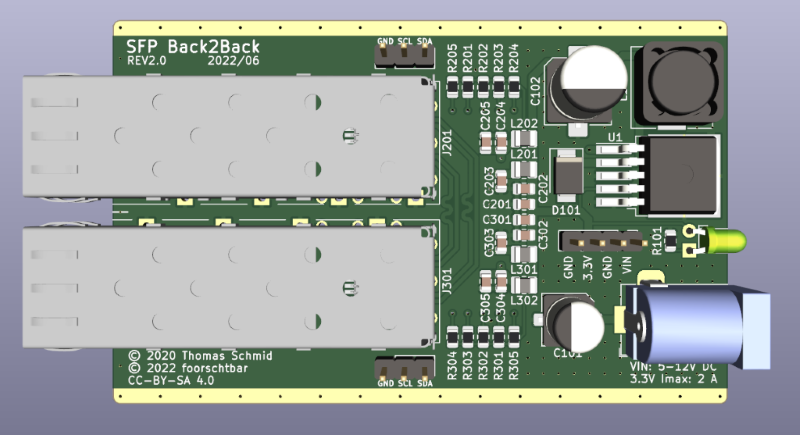 SFP Back2Back
REV2.0 2022/06
GND SCL SDA
R205
R201
R202
R203
R204
C102
C205
C204
L202
U1
J201
L201
C203
C202
D101
C201
C301
C302
C303
R101
GND
3.3V
GND
VIN
J301
L301
C305
C304
L302
C101
R304
R303
R302
R301
R305
© 2020 Thomas Schmid
© 2022 foorschtbar
CC-BY-SA 4.0
GND SCL SDA
VIN: 5-12V DC
3.3V Imax: 2 A